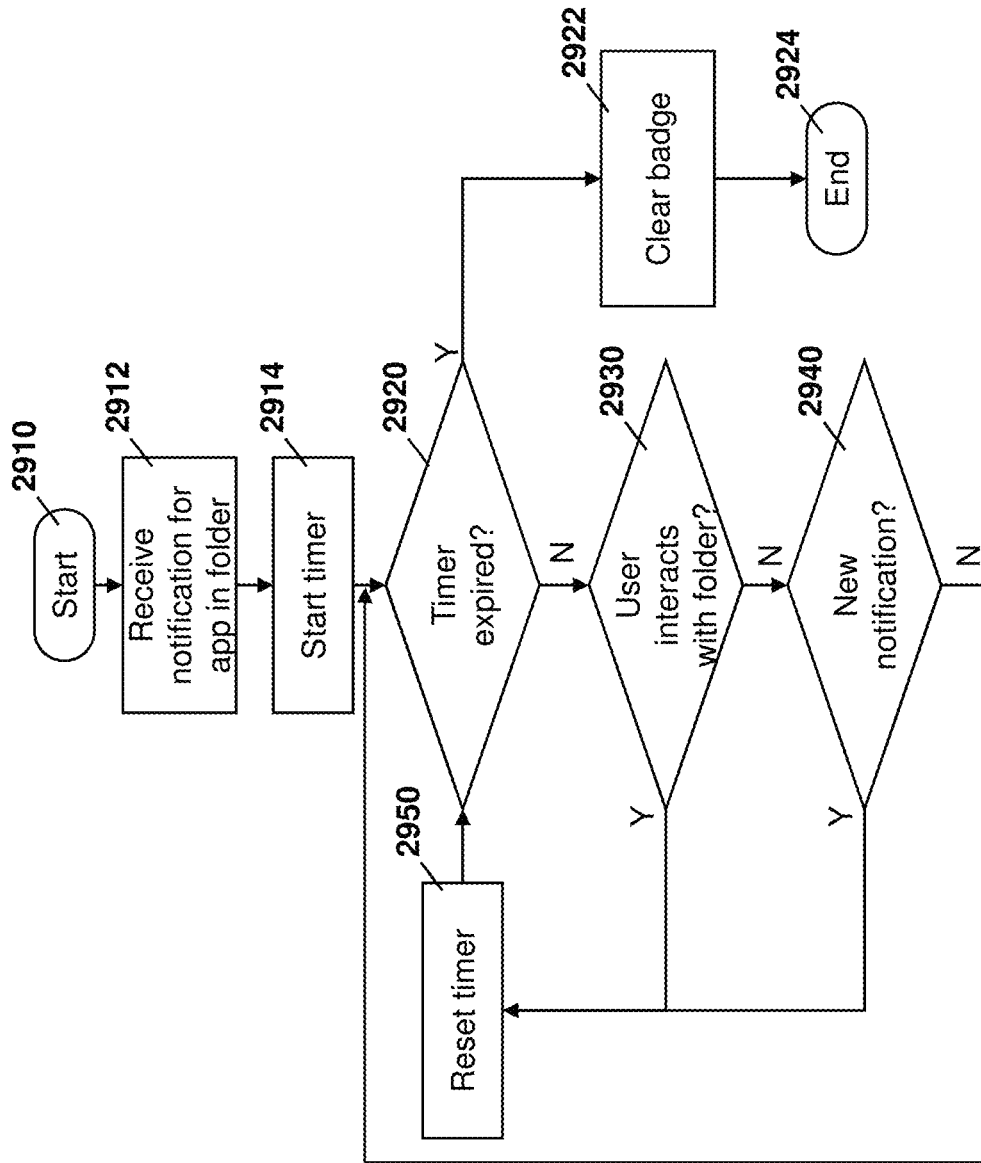 2910
Start
2912
Receive
notification for
app in folder
2914
Start timer
2920
Timer
expired?
Y
N
2922
Clear badge
2924
End
2930
User
interacts
with folder?
Y
N
2940
New
notification?
Y
N
2950
Reset timer